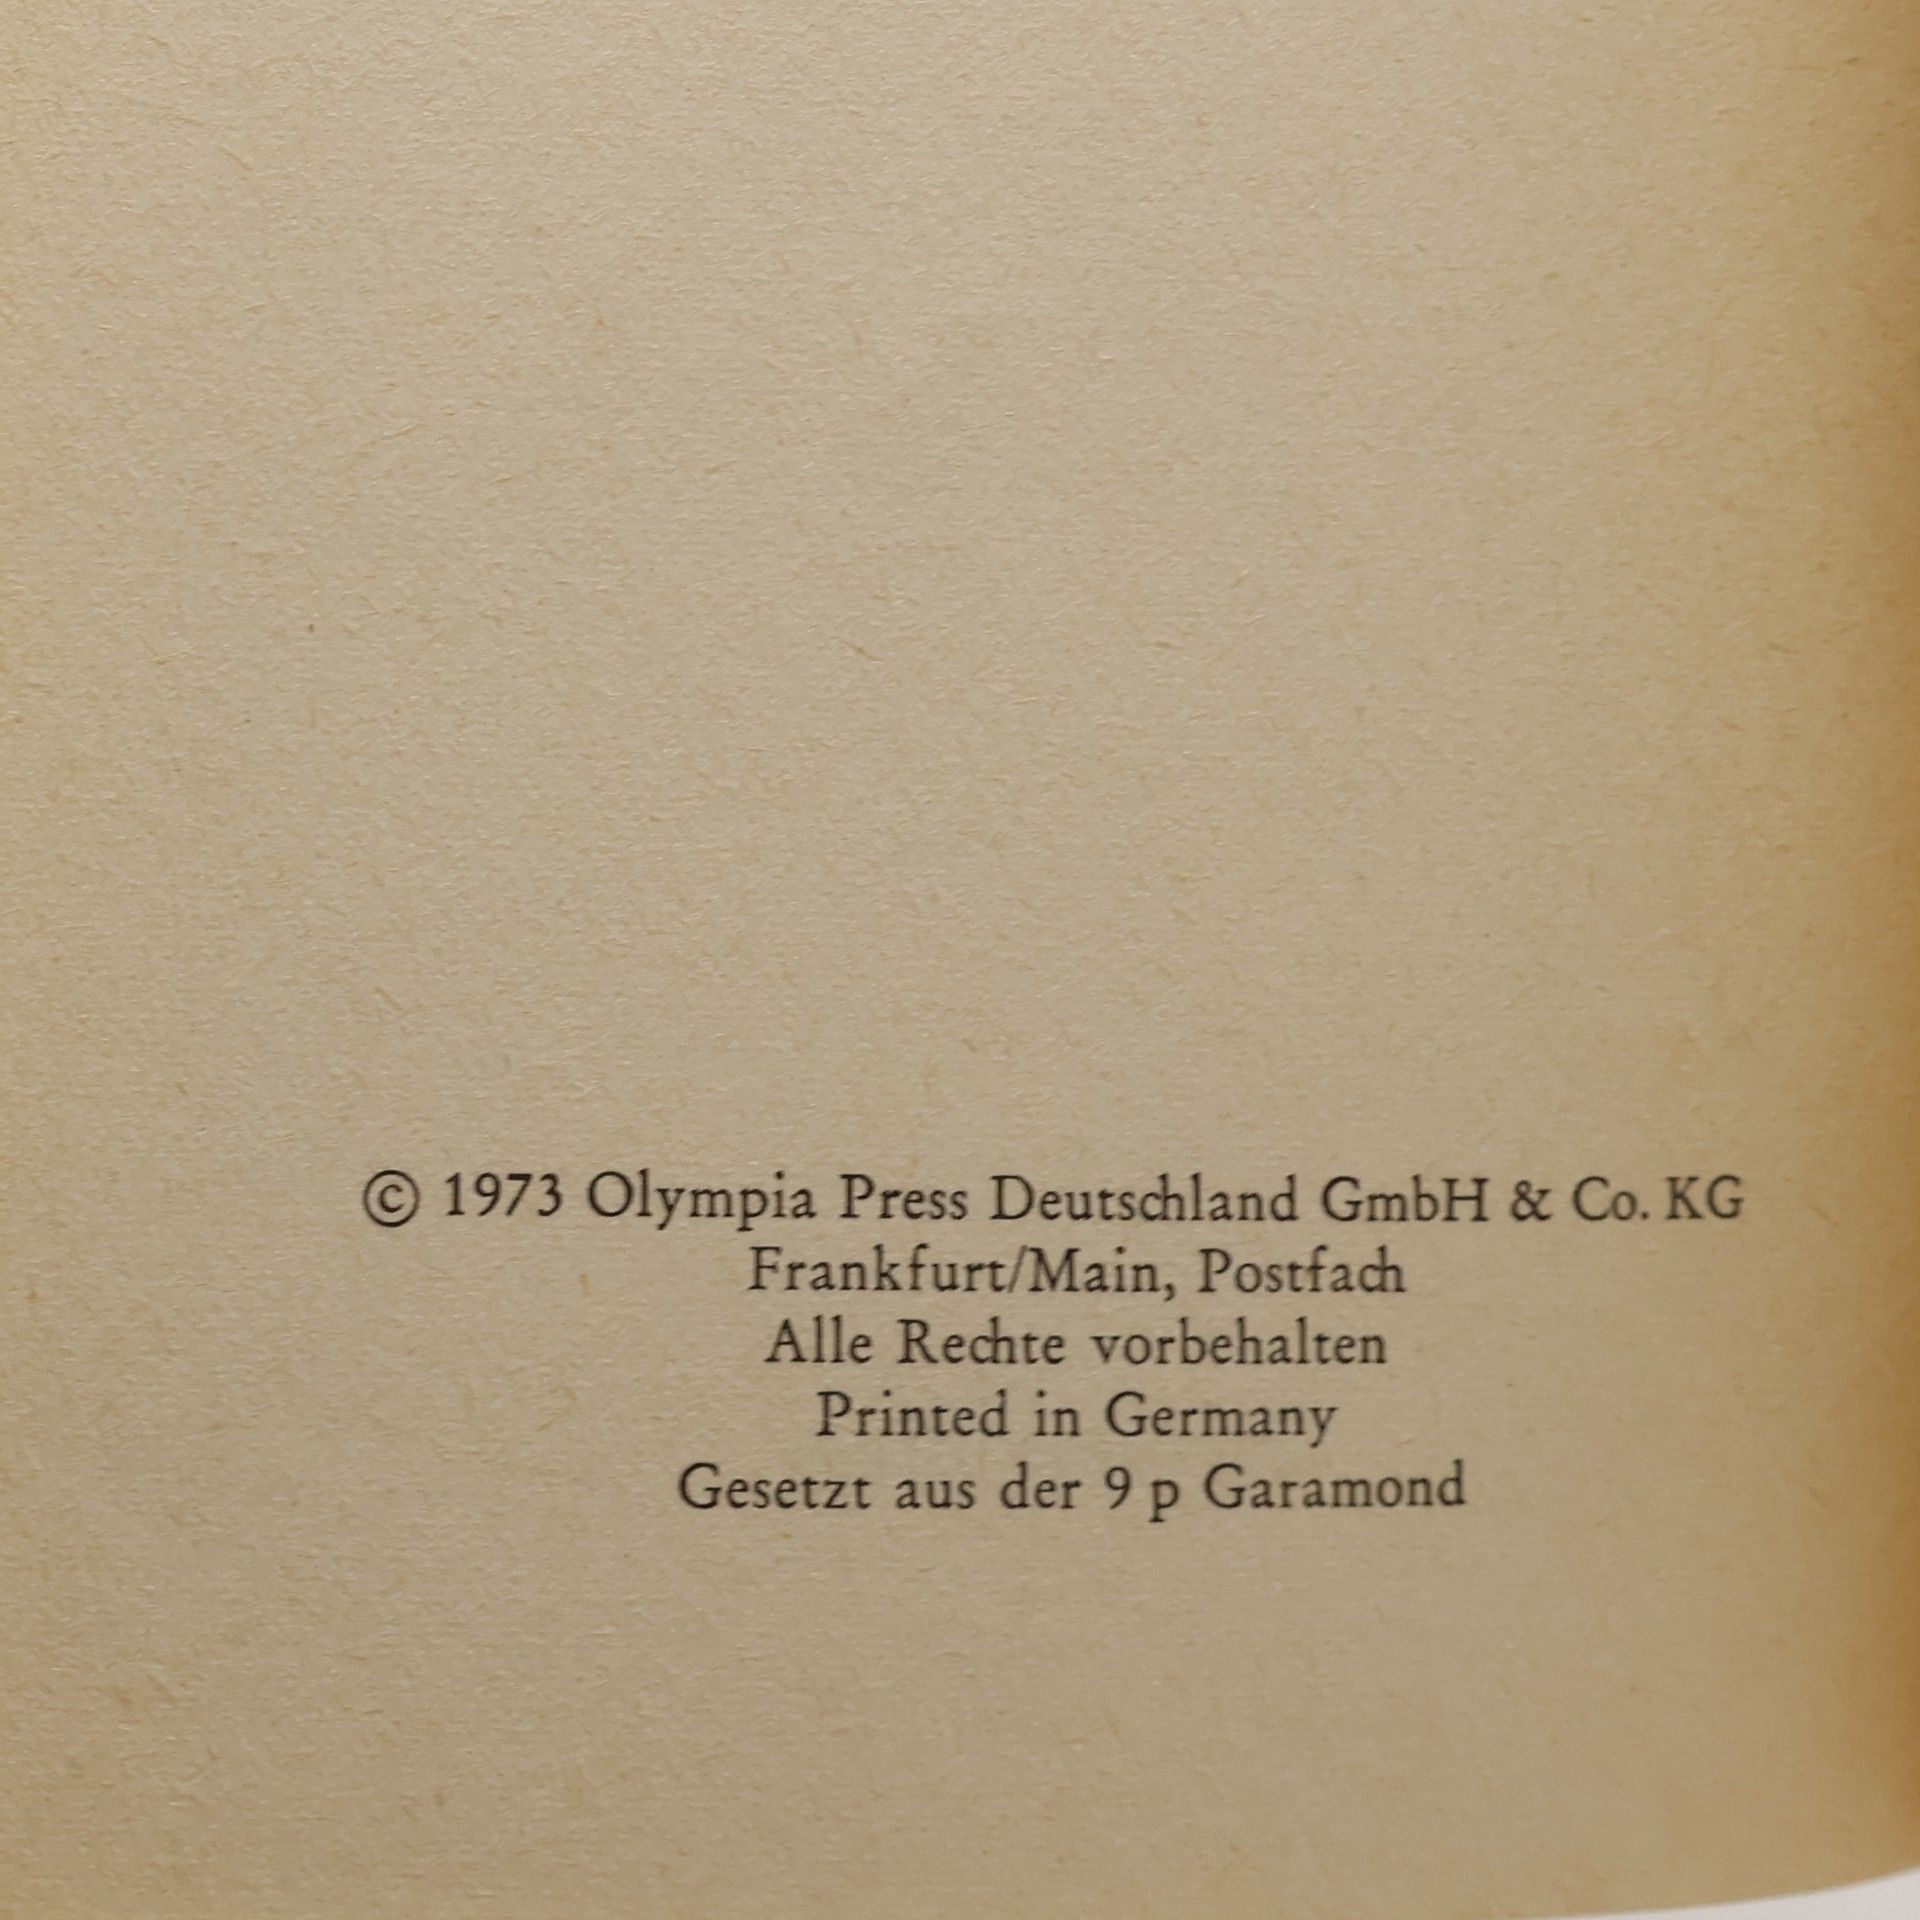 © 1973 Olympia Press Deutschland GmbH & Co. KG
Frankfurt/Main, Postfach
Alle Rechte vorbehalten
Printed in Germany
Gesetzt aus der 9 p Garamond